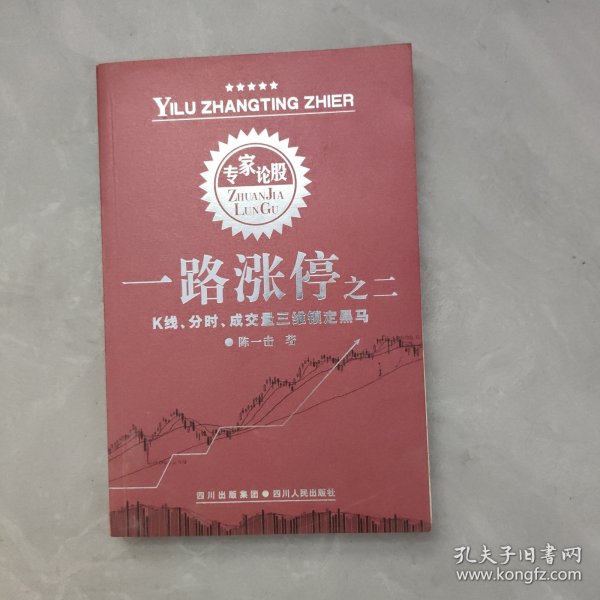 ★★★★★
YILU ZHANGTING ZHIER
专家论股
ZHUANJIA
LUNGU
一路涨停之二
K线、分时、成交量三维锁定黑马
●陈一击 著
四川出版集团●四川人民出版社
孔夫子旧书网
www.kongfz.com